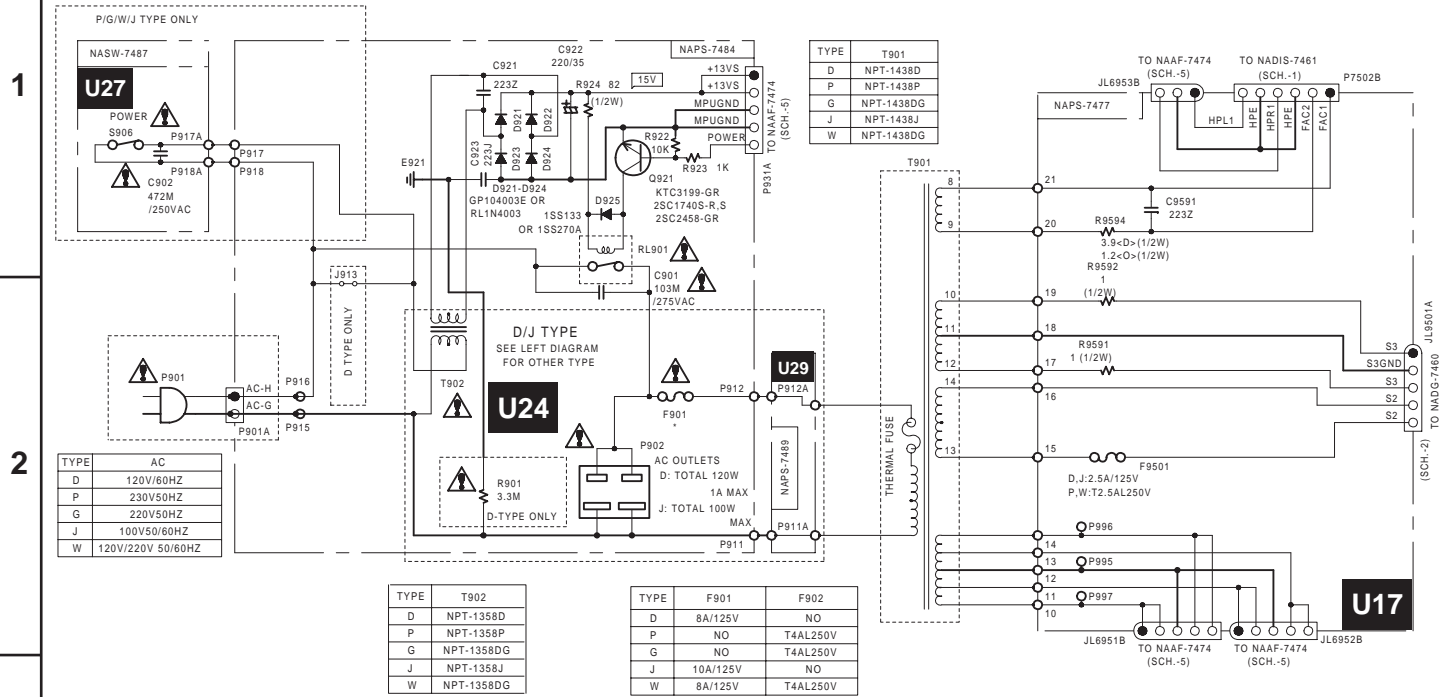 1
2
P/G/W/J TYPE ONLY
NASW-7487
U27
POWER
S906
C902
472M
/250VAC
P917A
P918A
P917
P918
E921
C921
223Z
C922
220/35
R924 82
(1/2W)
15V
D921
D922
C923
223J
D923
D924
D921-D924
GP104003E OR
RL1N4003
1SS133
OR 1SS270A
D925
R922
10K
R923 1K
Q921
KTC3199-GR
2SC1740S-R,S
2SC2458-GR
NAPS-7484
+13VS
+13VS
MPUGND
MPUGND
POWER
P931A
TO NAAF-7474
(SCH.-5)
RL901
C901
103M
/275VAC
J913
D TYPE ONLY
P901
AC-H
AC-G
P901A
P916
P915
T902
D/J TYPE
SEE LEFT DIAGRAM
FOR OTHER TYPE
U24
R901
3.3M
D-TYPE ONLY
F901
*
P902
AC OUTLETS
D: TOTAL 120W
1A MAX
J: TOTAL 100W
MAX
P912
P911
U29
P912A
NAPS-7489
P911A
T901
THERMAL FUSE
TYPE T901
D NPT-1438D
P NPT-1438P
G NPT-1438DG
J NPT-1438J
W NPT-1438DG
TYPE AC
D 120V/60HZ
P 230V50HZ
G 220V50HZ
J 100V50/60HZ
W 120V/220V 50/60HZ
TYPE T902
D NPT-1358D
P NPT-1358P
G NPT-1358DG
J NPT-1358J
W NPT-1358DG
TYPE F901 F902
D 8A/125V NO
P NO T4AL250V
G NO T4AL250V
J 10A/125V NO
W 8A/125V T4AL250V
8
9
10
11
12
14
13
21
20
19
18
17
16
15
14
13
12
11
10
TO NAAF-7474
(SCH.-5)
TO NADIS-7461
(SCH.-1)
JL6953B
P7502B
NAPS-7477
HPL1
HPE
HPR1
HPE
FAC2
FAC1
C9591
223Z
R9594
3.9<D>(1/2W)
1.2<O>(1/2W)
R9592
1
(1/2W)
R9591
1 (1/2W)
S3
S3GND
S3
S2
S2
JL9501A
TO NADG-7460
(SCH.-2)
F9501
D,J:2.5A/125V
P,W:T2.5AL250V
P996
P995
P997
U17
JL6951B
TO NAAF-7474
(SCH.-5)
TO NAAF-7474
(SCH.-5)
JL6952B